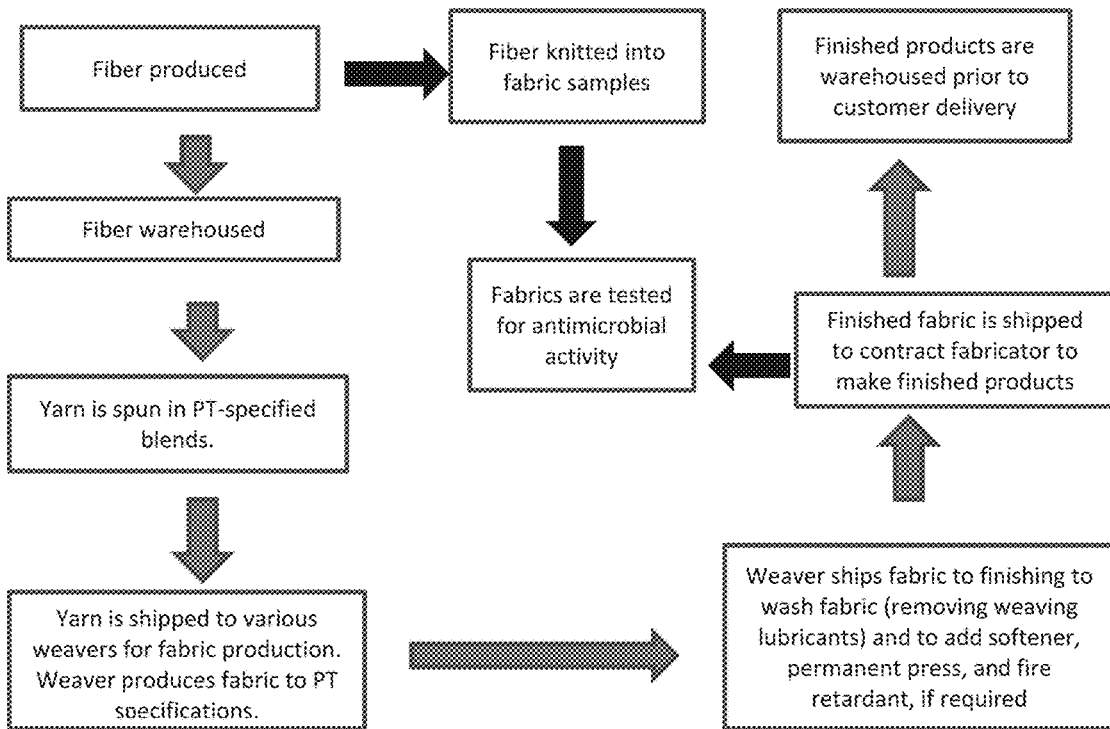 Fiber produced
Fiber knitted into
fabric samples
Finished products are
warehoused prior to
customer delivery
Fiber warehoused
Fabrics are tested
for antimicrobial
activity
Finished fabric is shipped
to contract fabricator to
make finished products
Yarn is spun in PT-specified
blends.
Yarn is shipped to various
weavers for fabric production.
Weaver produces fabric to PT
specifications.
Weaver ships fabric to finishing to
wash fabric (removing weaving
lubricants) and to add softener,
permanent press, and fire
retardant, if required